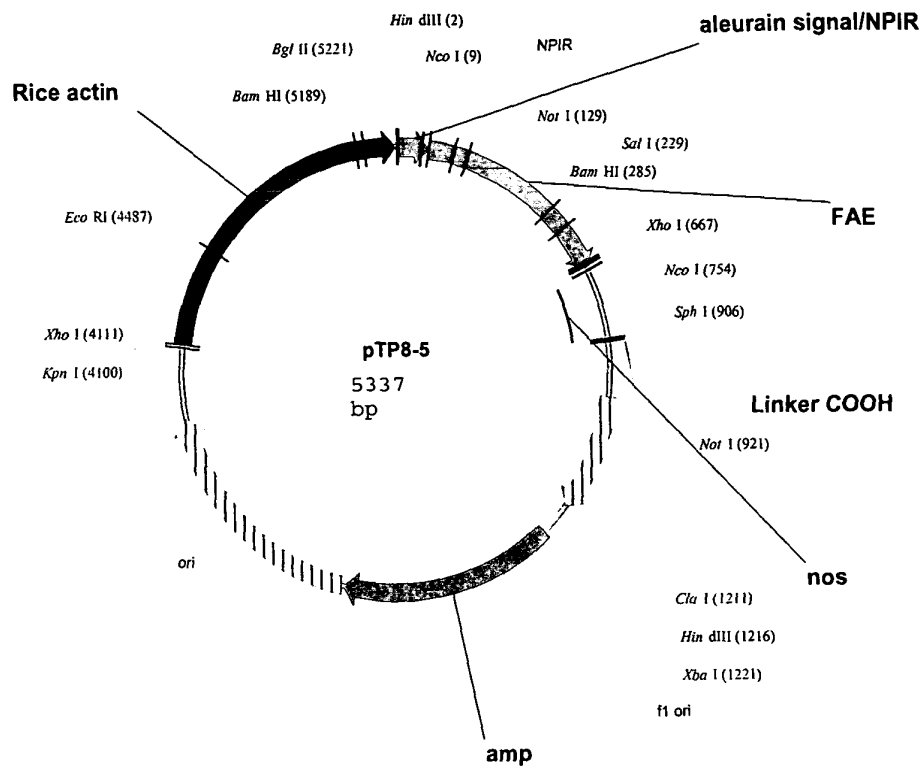 Hin dIII (2)
aleurain signal/NPIR
Bgl II (5221)
Nco I (9)
NPIR
Rice actin
Bam HI (5189)
Not I (129)
Sal I (229)
Bam HI (285)
FAE
Eco RI (4487)
Xho I (667)
Nco I (754)
Sph I (906)
Xho I (4111)
Kpn I (4100)
pTP8-5
5337
bp
Linker COOH
Not I (921)
ori
nos
Cla I (1211)
Hin dIII (1216)
Xba I (1221)
f1 ori
amp